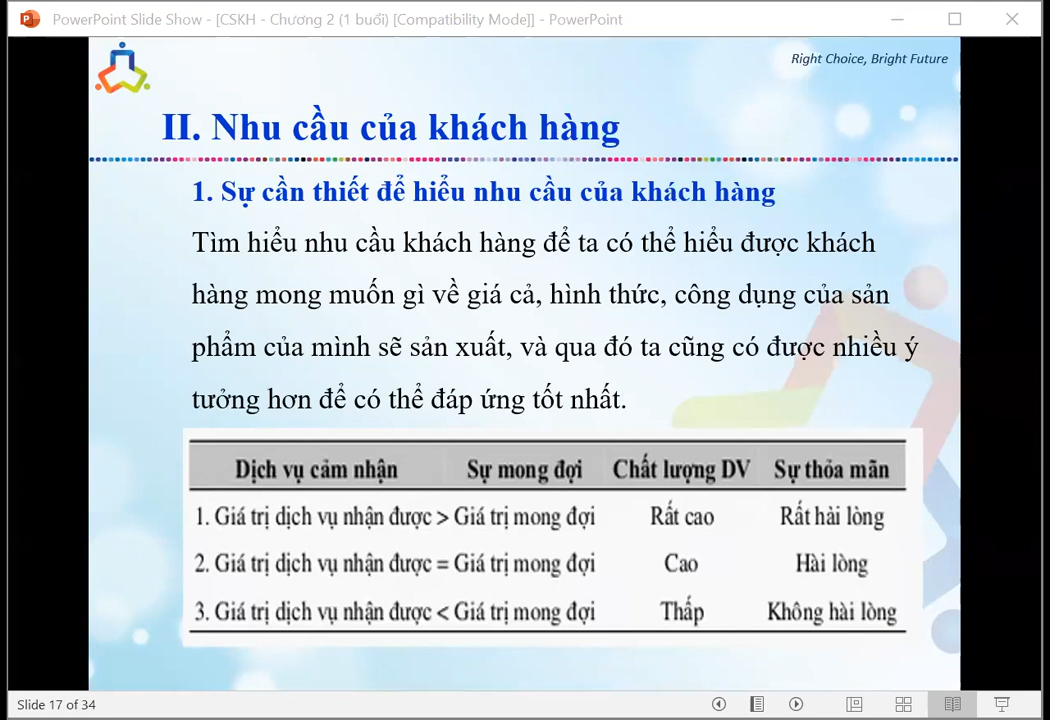 PowerPoint Slide Show - [CSKH - Chương 2 (1 buổi) [Compatibility Mode]] - PowerPoint
Right Choice, Bright Future
II. Nhu cầu của khách hàng
1. Sự cần thiết để hiểu nhu cầu của khách hàng
Tìm hiểu nhu cầu khách hàng để ta có thể hiểu được khách
hàng mong muốn gì về giá cả, hình thức, công dụng của sản
phẩm của mình sẽ sản xuất, và qua đó ta cũng có được nhiều ý
tưởng hơn để có thể đáp ứng tốt nhất.
Dịch vụ cảm nhận Sự mong đợi Chất lượng DV Sự thỏa mãn
1. Giá trị dịch vụ nhận được > Giá trị mong đợi Rất cao Rất hài lòng
2. Giá trị dịch vụ nhận được = Giá trị mong đợi Cao Hài lòng
3. Giá trị dịch vụ nhận được < Giá trị mong đợi Thấp Không hài lòng
Slide 17 of 34